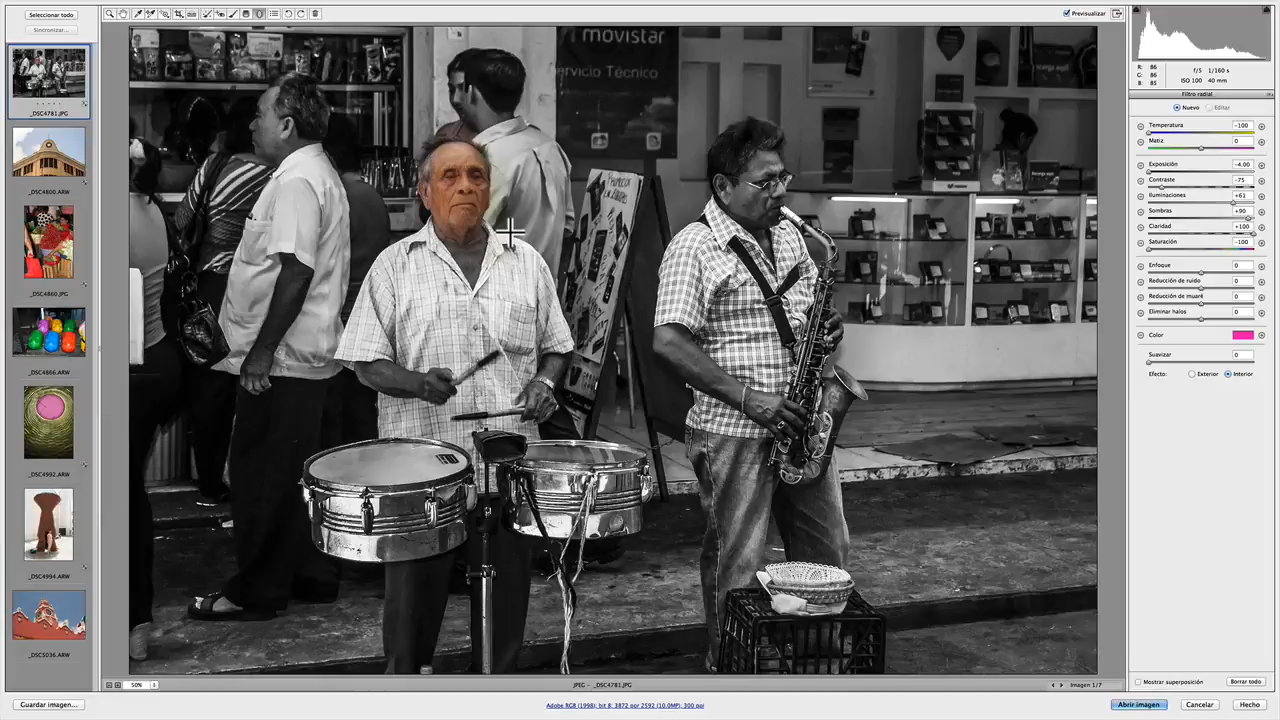 Seleccionar todo
Sincronizar...
_DSC4781.JPG
_DSC4800.ARW
_DSC4860.JPG
_DSC4866.ARW
_DSC4992.ARW
_DSC4994.ARW
_DSC5036.ARW
Guardar imagen...
Previsualizar
movistar
ervicio Técnico
50%
JPEG - _DSC4781.JPG
Imagen 1/7
Adobe RGB (1998); bit 8; 3872 por 2592 (10.0MP); 300 ppi
R: 86
G: 86
B: 85
f/5 1/160 s
ISO 100 40 mm
Filtro radial
Nuevo Editar
Temperatura -100
Matiz 0
Exposición -4.00
Contraste -75
Iluminaciones +61
Sombras +90
Claridad +100
Saturación -100
Enfoque 0
Reducción de ruido 0
Reducción de muaré 0
Eliminar halos 0
Color
Suavizar 0
Efecto: Exterior Interior
Mostrar superposición Borrar todo
Abrir imagen Cancelar Hecho